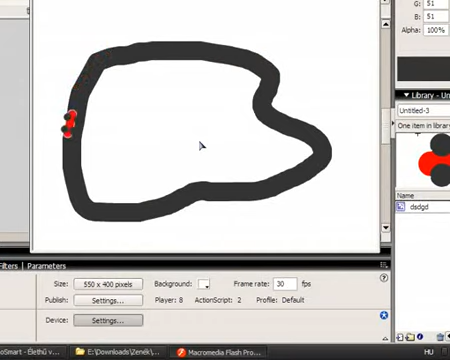 G: 51
B: 51
Alpha: 100%
Library - Un
Untitled-3
One item in library
Name
dsdgd
Filters | Parameters
Size: 550 x 400 pixels Background: Frame rate: 30 fps
Publish: Settings... Player: 8 ActionScript: 2 Profile: Default
Device: Settings...
oSmart - Élethű v... E:\Downloads\Zenék\... Macromedia Flash Pro... HU